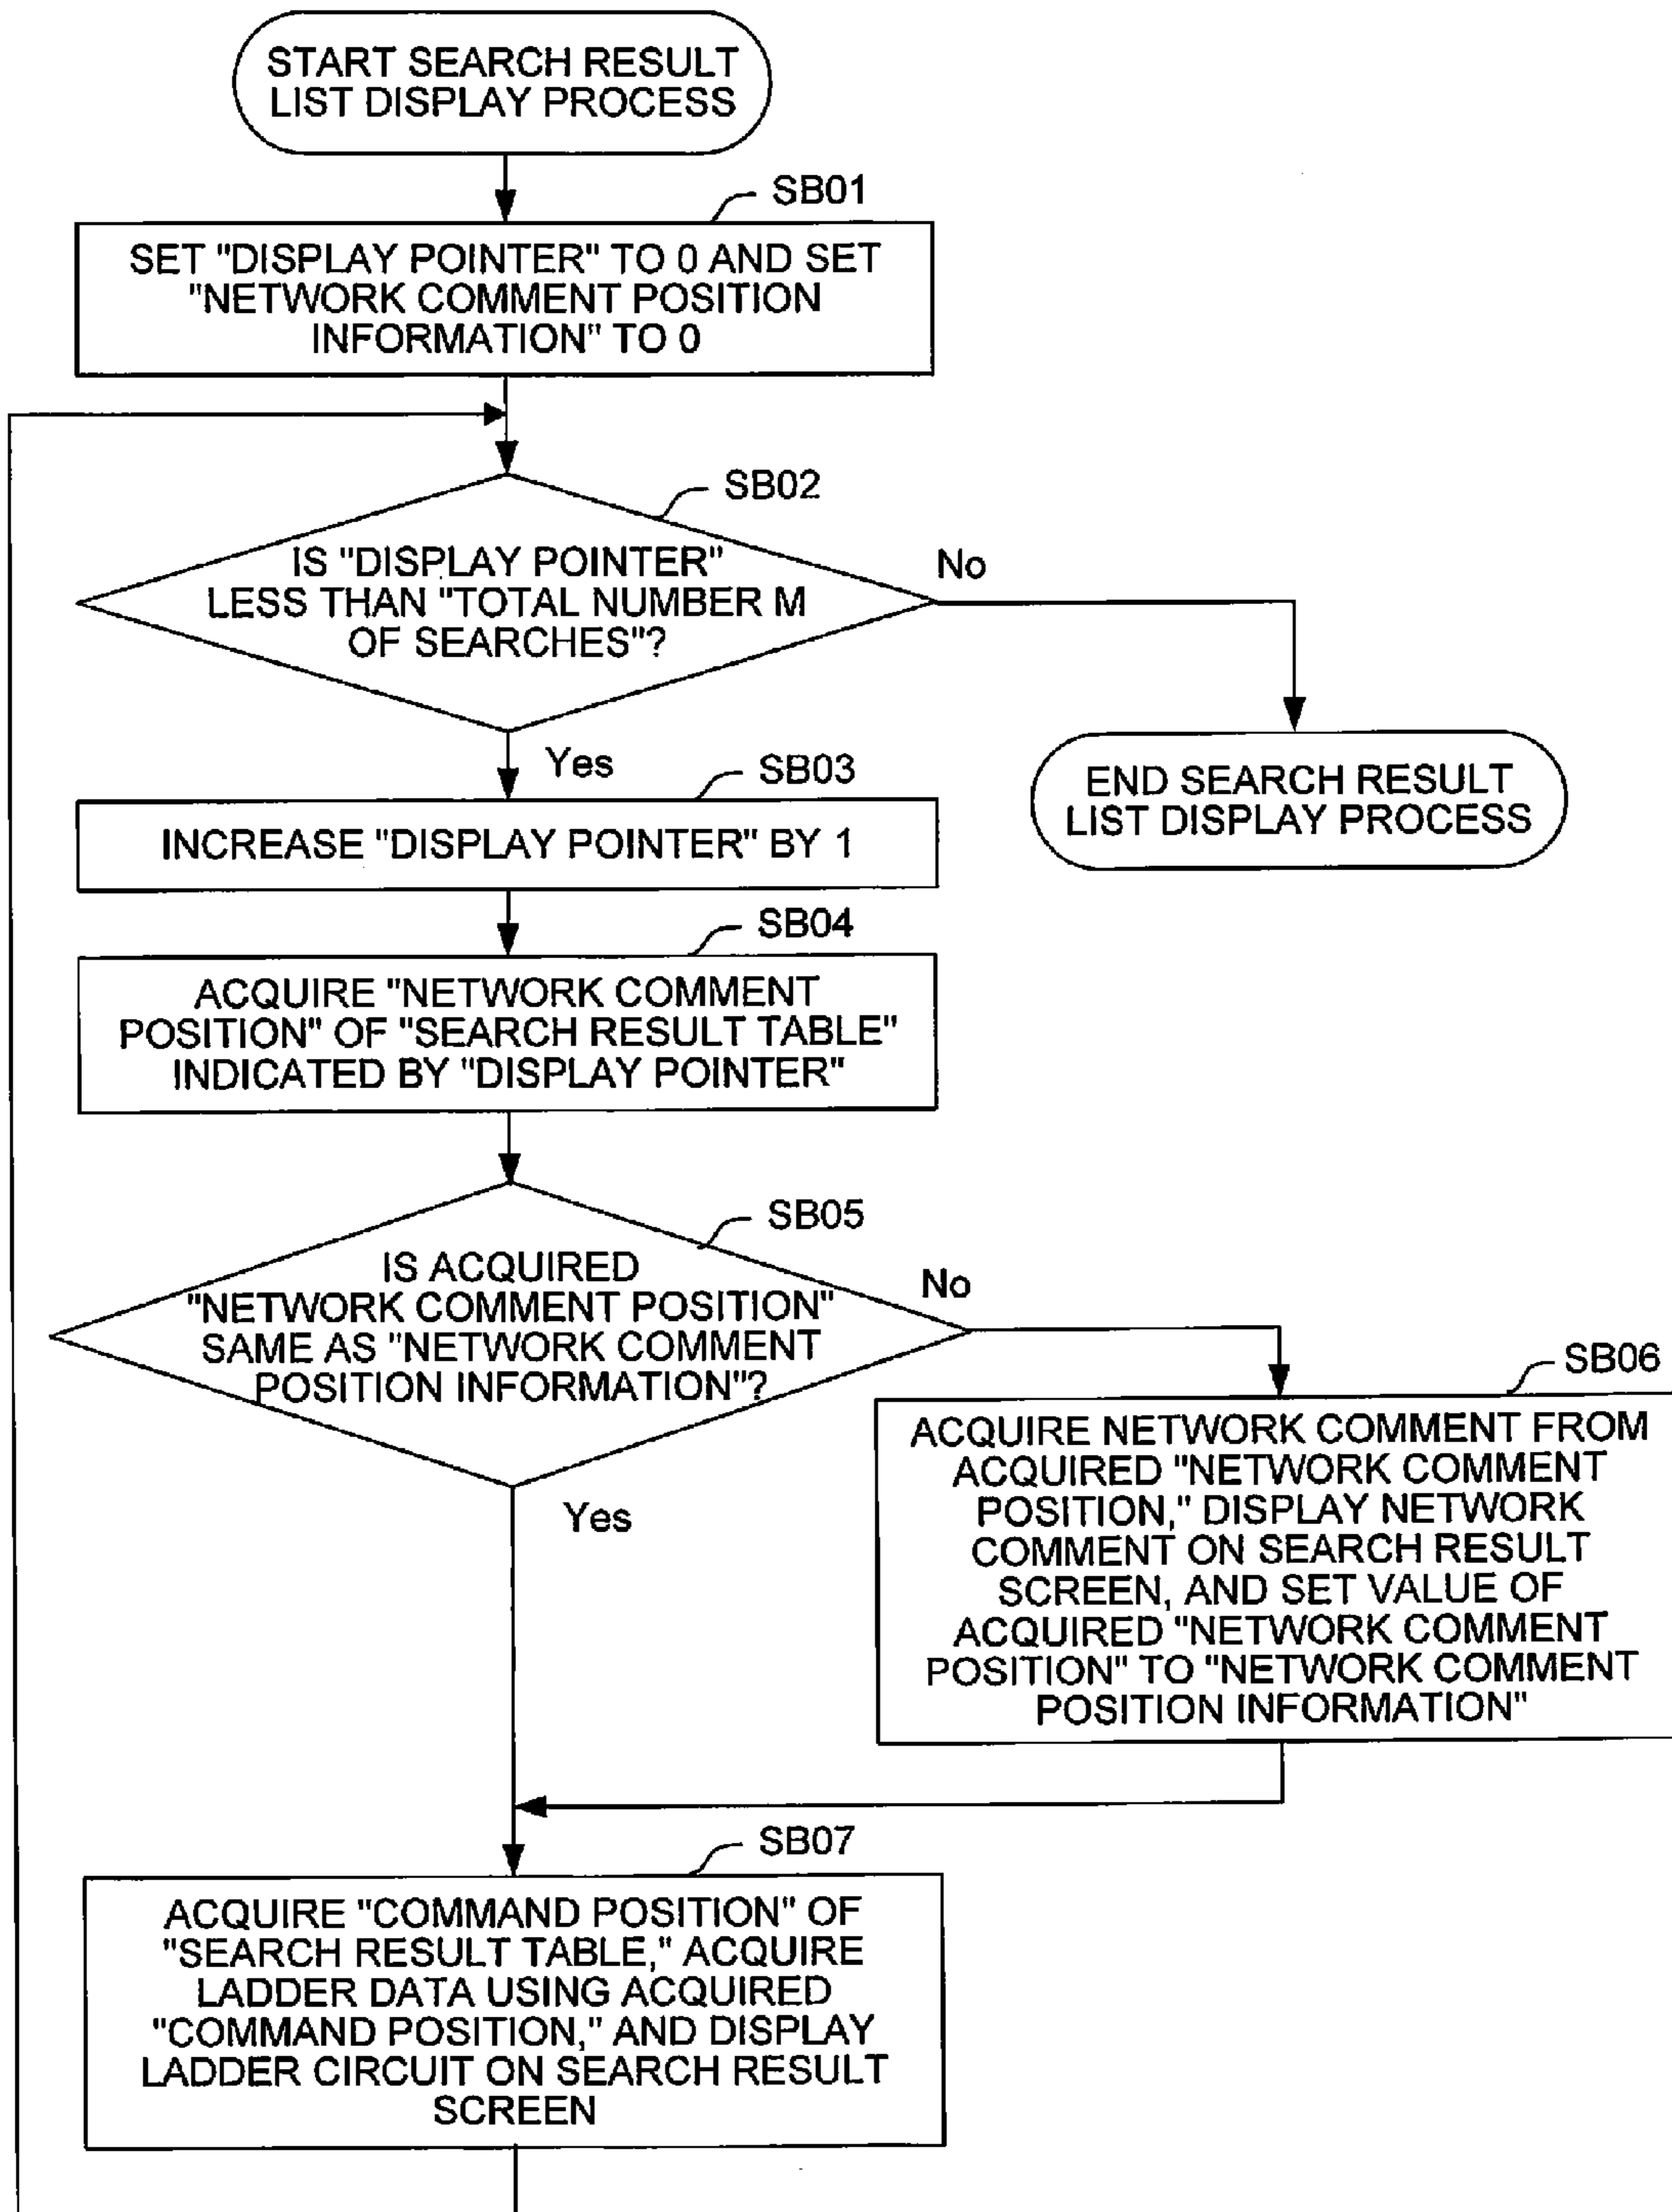 START SEARCH RESULT
LIST DISPLAY PROCESS
SB01
SET "DISPLAY POINTER" TO 0 AND SET
"NETWORK COMMENT POSITION
INFORMATION" TO 0
SB02
IS "DISPLAY POINTER"
LESS THAN "TOTAL NUMBER M
OF SEARCHES"?
No
Yes
END SEARCH RESULT
LIST DISPLAY PROCESS
SB03
INCREASE "DISPLAY POINTER" BY 1
SB04
ACQUIRE "NETWORK COMMENT
POSITION" OF "SEARCH RESULT TABLE"
INDICATED BY "DISPLAY POINTER"
SB05
IS ACQUIRED
"NETWORK COMMENT POSITION"
SAME AS "NETWORK COMMENT
POSITION INFORMATION"?
No
Yes
SB06
ACQUIRE NETWORK COMMENT FROM
ACQUIRED "NETWORK COMMENT
POSITION," DISPLAY NETWORK
COMMENT ON SEARCH RESULT
SCREEN, AND SET VALUE OF
ACQUIRED "NETWORK COMMENT
POSITION" TO "NETWORK COMMENT
POSITION INFORMATION"
SB07
ACQUIRE "COMMAND POSITION" OF
"SEARCH RESULT TABLE," ACQUIRE
LADDER DATA USING ACQUIRED
"COMMAND POSITION," AND DISPLAY
LADDER CIRCUIT ON SEARCH RESULT
SCREEN